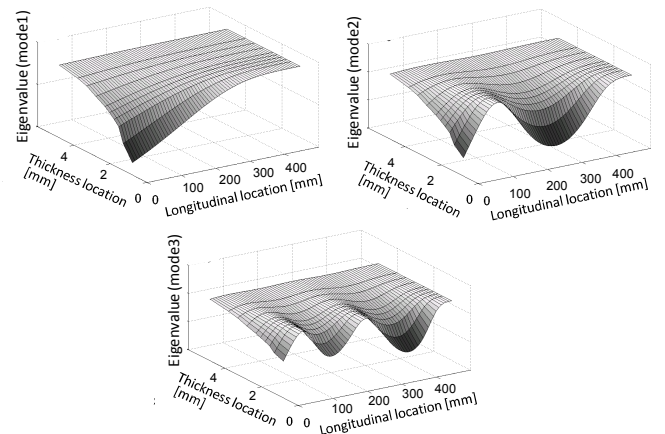 Eigenvalue (mode1)
4
2
0
Thickness location
[mm]
0 100 200 300 400
Longitudinal location [mm]
Eigenvalue (mode2)
4
2
0
Thickness location
[mm]
0 100 200 300 400
Longitudinal location [mm]
Eigenvalue (mode3)
4
2
0
Thickness location
[mm]
0 100 200 300 400
Longitudinal location [mm]